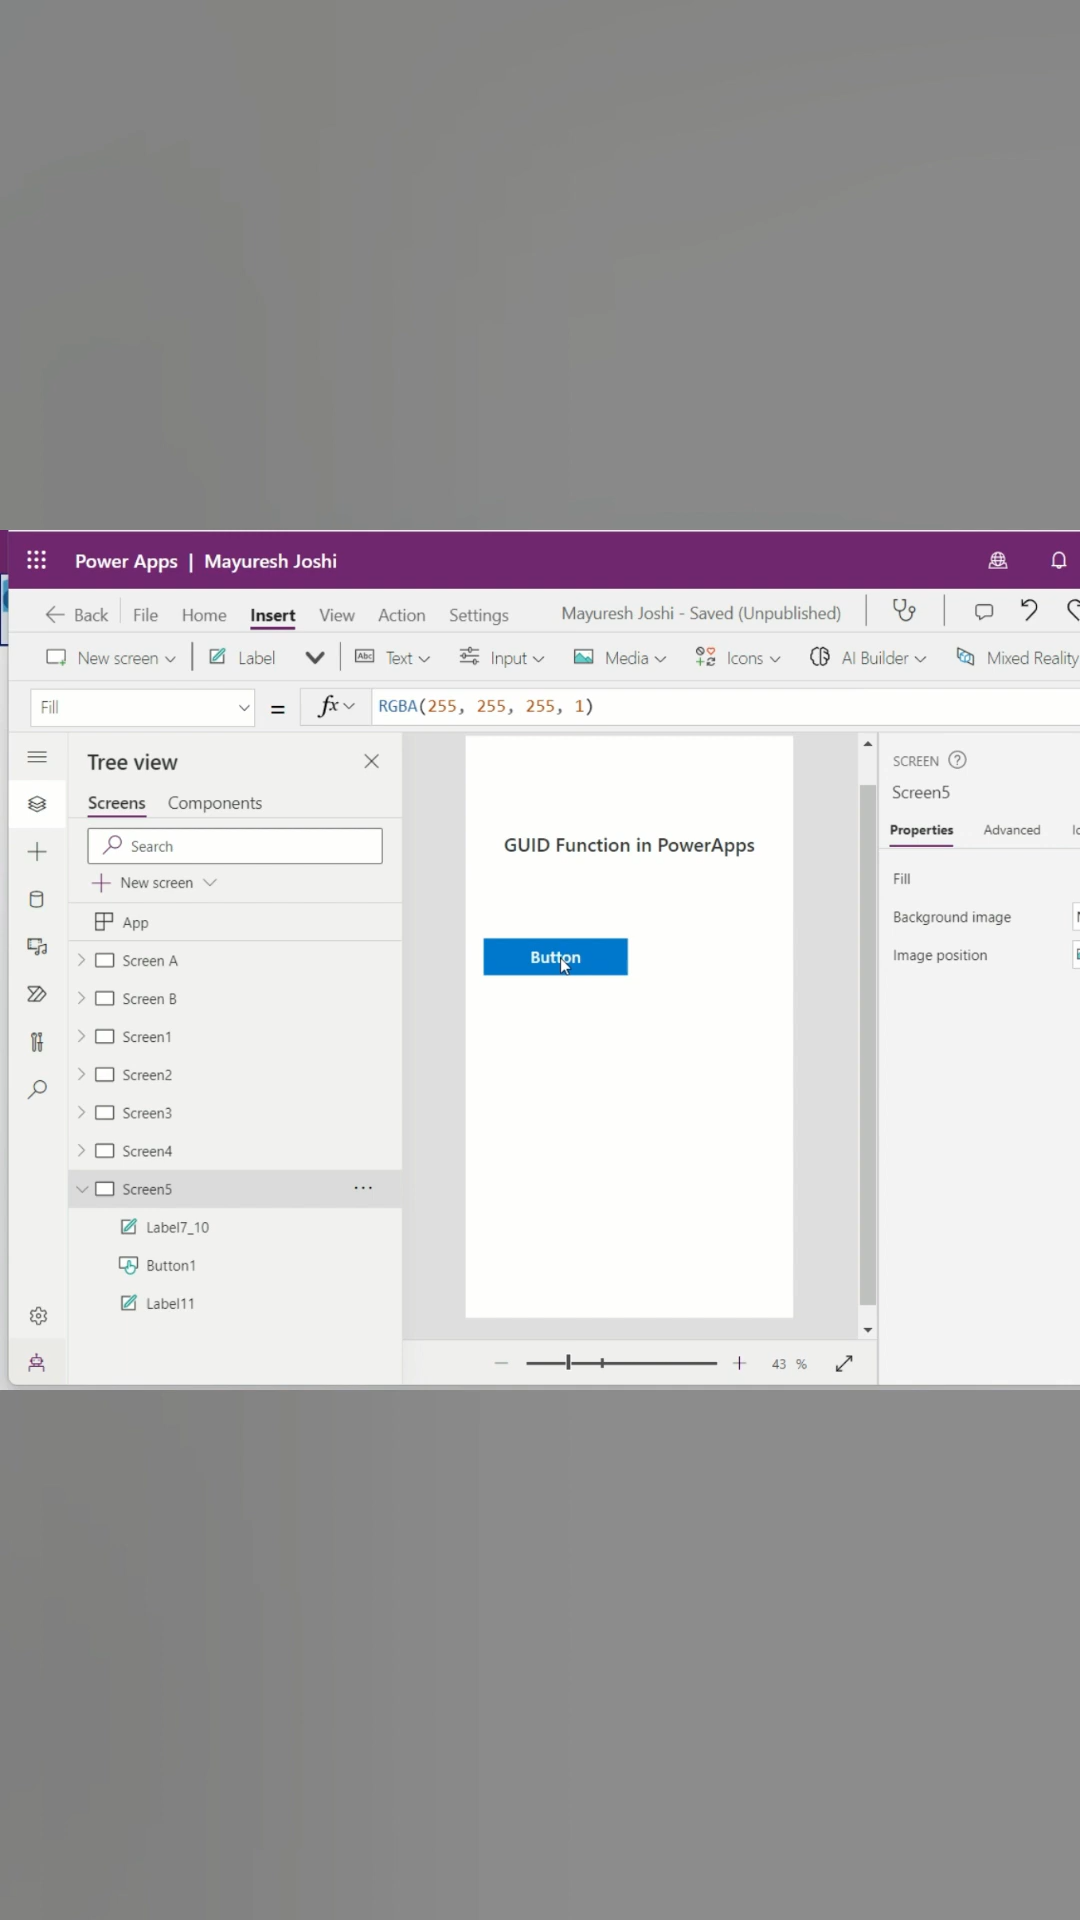 Power Apps | Mayuresh Joshi
Back File Home Insert View Action Settings Mayuresh Joshi - Saved (Unpublished)
New screen Label Abc Text Input Media Icons AI Builder Mixed Reality
Fill = fx RGBA(255, 255, 255, 1)
Tree view
Screens Components
Search
New screen
App
Screen A
Screen B
Screen1
Screen2
Screen3
Screen4
Screen5 ...
Label7_10
Button1
Label11
GUID Function in PowerApps
Button
43 %
SCREEN ?
Screen5
Properties Advanced
Fill
Background image
Image position